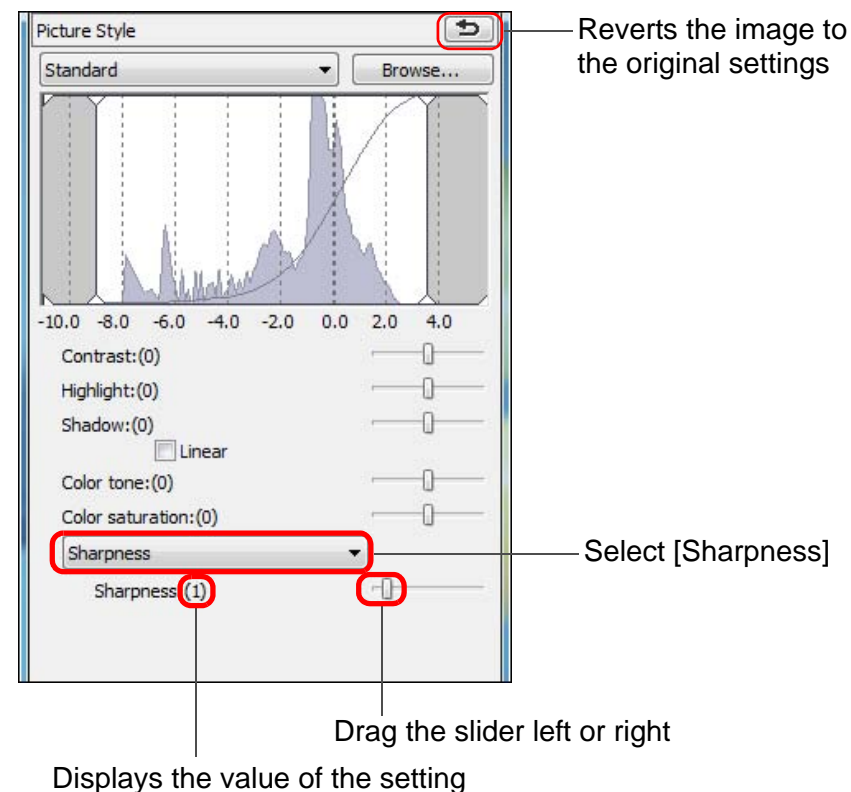 Picture Style
Reverts the image to
the original settings
Standard
Browse...
-10.0 -8.0 -6.0 -4.0 -2.0 0.0 2.0 4.0
Contrast:(0)
Highlight:(0)
Shadow:(0)
Linear
Color tone:(0)
Color saturation:(0)
Sharpness
Select [Sharpness]
Sharpness (1)
Drag the slider left or right
Displays the value of the setting